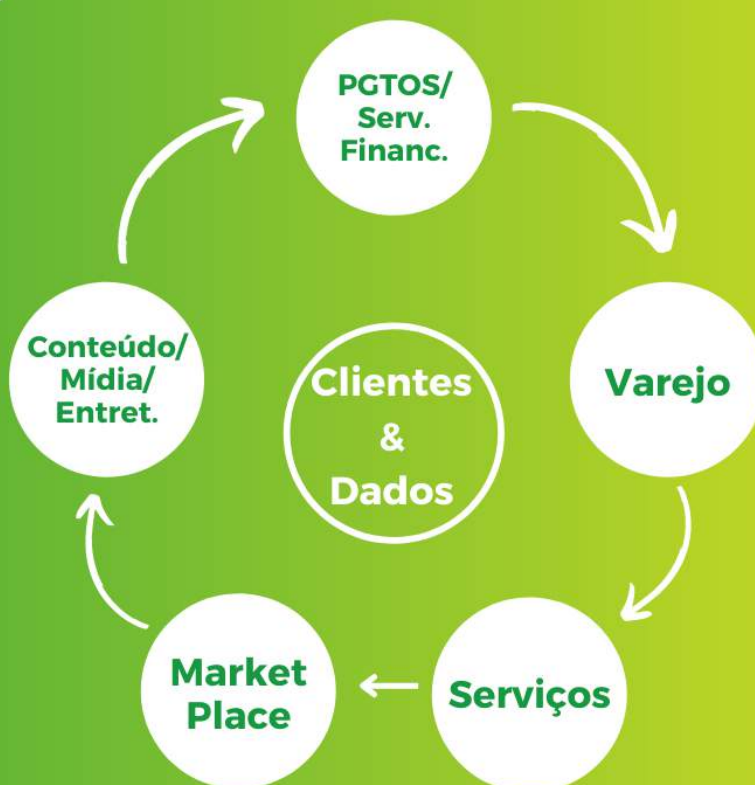 PGTOS/
Serv.
Financ.
Varejo
Serviços
Market
Place
Conteúdo/
Mídia/
Entret.
Clientes
&
Dados